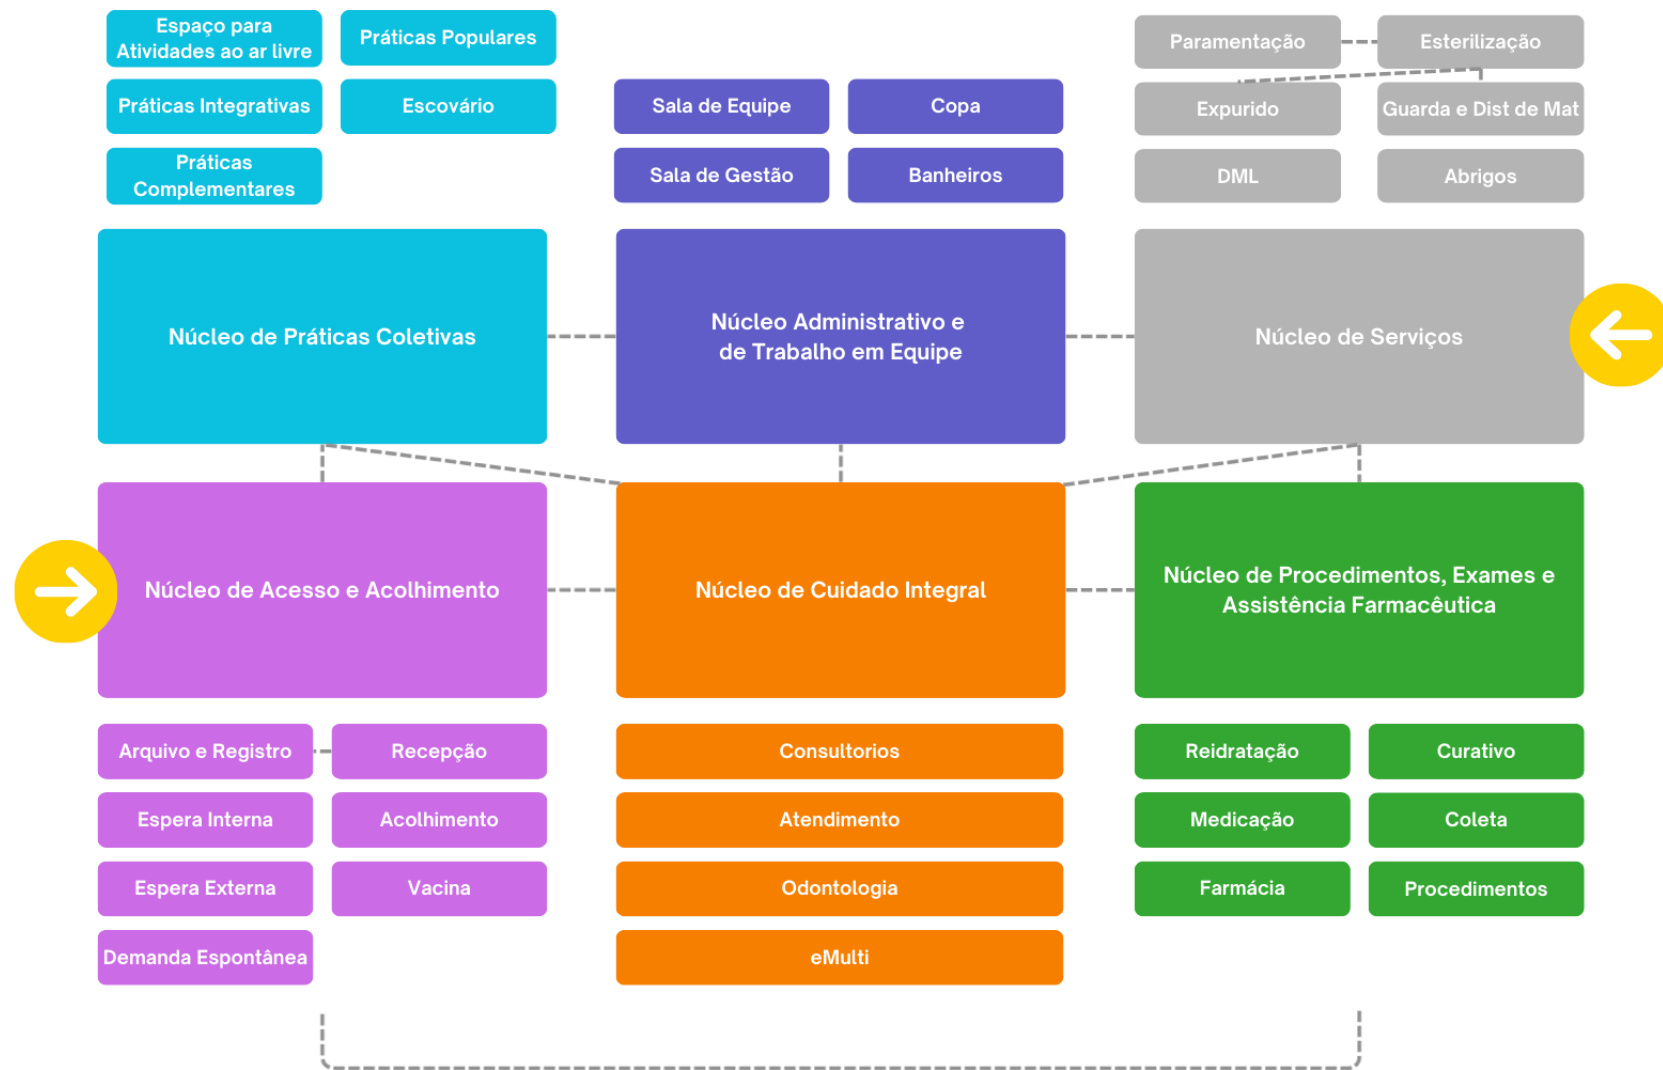 Espaço para
Atividades ao ar livre
Práticas Populares
Práticas Integrativas
Escovário
Práticas
Complementares
Sala de Equipe
Copa
Sala de Gestão
Banheiros
Paramentação
Esterilização
Expurido
Guarda e Dist de Mat
DML
Abrigos
Núcleo de Práticas Coletivas
Núcleo Administrativo e
de Trabalho em Equipe
Núcleo de Serviços
Núcleo de Acesso e Acolhimento
Núcleo de Cuidado Integral
Núcleo de Procedimentos, Exames e
Assistência Farmacêutica
Arquivo e Registro
Recepção
Espera Interna
Acolhimento
Espera Externa
Vacina
Demanda Espontânea
Consultorios
Atendimento
Odontologia
eMulti
Reidratação
Curativo
Medicação
Coleta
Farmácia
Procedimentos